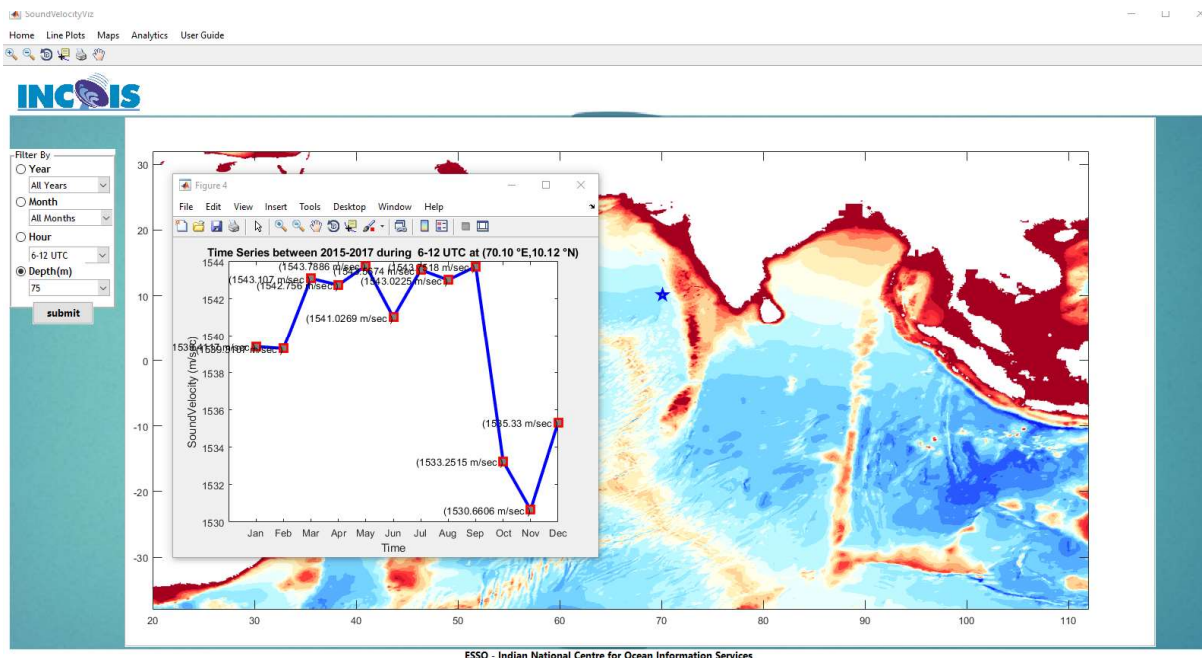 SoundVelocityViz
Home Line Plots Maps Analytics User Guide
INCOIS
Filter By
Year
All Years
Month
All Months
Hour
6-12 UTC
Depth(m)
75
submit
Figure 4
File Edit View Insert Tools Desktop Window Help
Time Series between 2015-2017 during 6-12 UTC at (70.10 °E,10.12 °N)
SoundVelocity (m/sec)
1544
1542
1540
1538
1536
1534
1532
1530
(1543.107 m/sec)
(1542.756 m/sec)
(1543.7886 m/sec)
(1541.0269 m/sec)
(1543.0225 m/sec)
(1533.2515 m/sec)
(1530.6606 m/sec)
(1535.33 m/sec)
Jan Feb Mar Apr May Jun Jul Aug Sep Oct Nov Dec
Time
30
20
10
0
-10
-20
-30
20 30 40 50 60 70 80 90 100 110
ESSO - Indian National Centre for Ocean Information Services